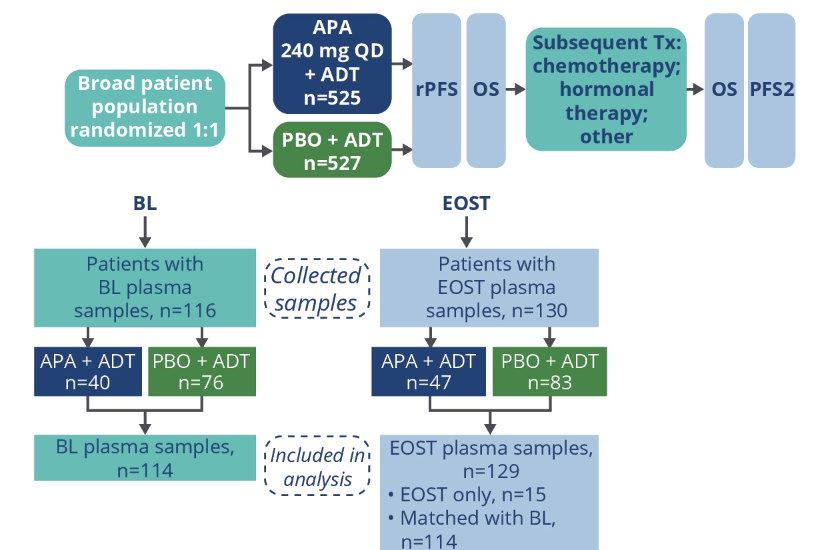 Broad patient
population
randomized 1:1
APA
240 mg QD
+ ADT
n=525
PBO + ADT
n=527
rPFS
OS
Subsequent Tx:
chemotherapy;
hormonal
therapy;
other
OS
PFS2
BL
EOST
Patients with
BL plasma
samples, n=116
Collected
samples
Patients with
EOST plasma
samples, n=130
APA + ADT
n=40
PBO + ADT
n=76
APA + ADT
n=47
PBO + ADT
n=83
BL plasma samples,
n=114
Included in
analysis
EOST plasma samples,
n=129
• EOST only, n=15
• Matched with BL,
n=114